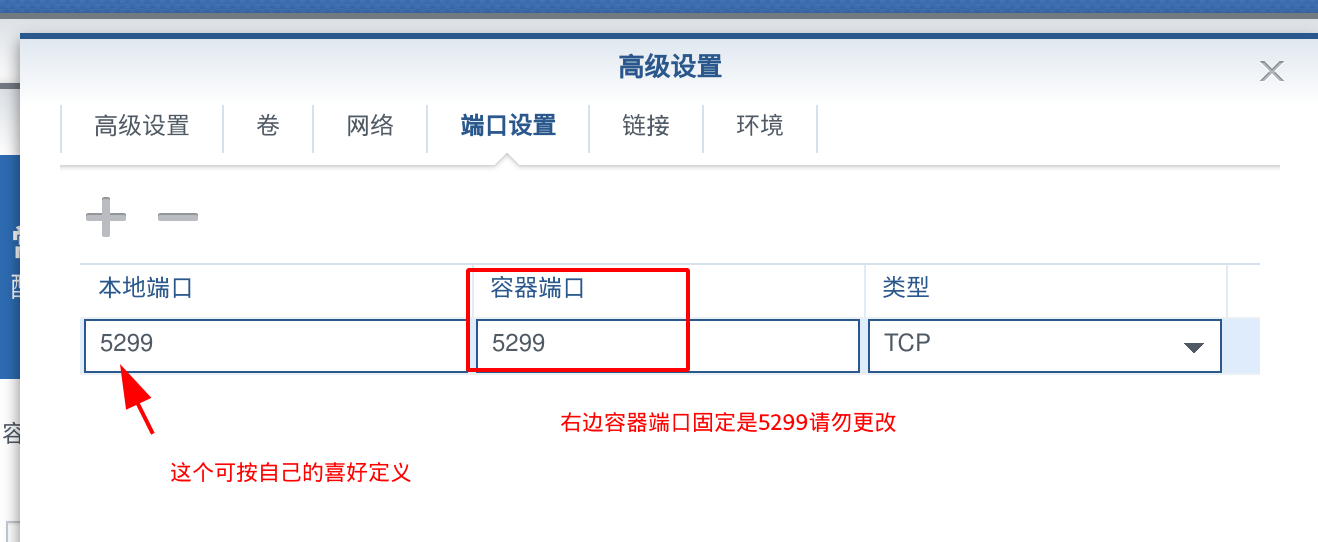 高级设置
高级设置 卷 网络 端口设置 链接 环境
本地端口 容器端口 类型
5299 5299 TCP
右边容器端口固定是5299请勿更改
这个可按自己的喜好定义